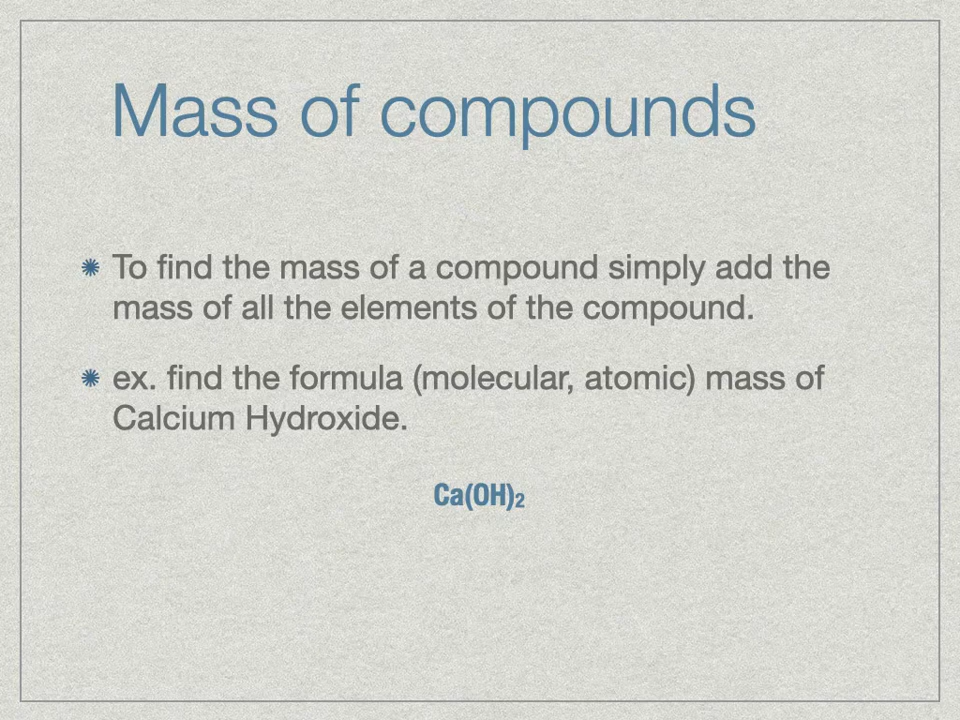 Mass of compounds
To find the mass of a compound simply add the
mass of all the elements of the compound.
ex. find the formula (molecular, atomic) mass of
Calcium Hydroxide.
Ca(OH)₂